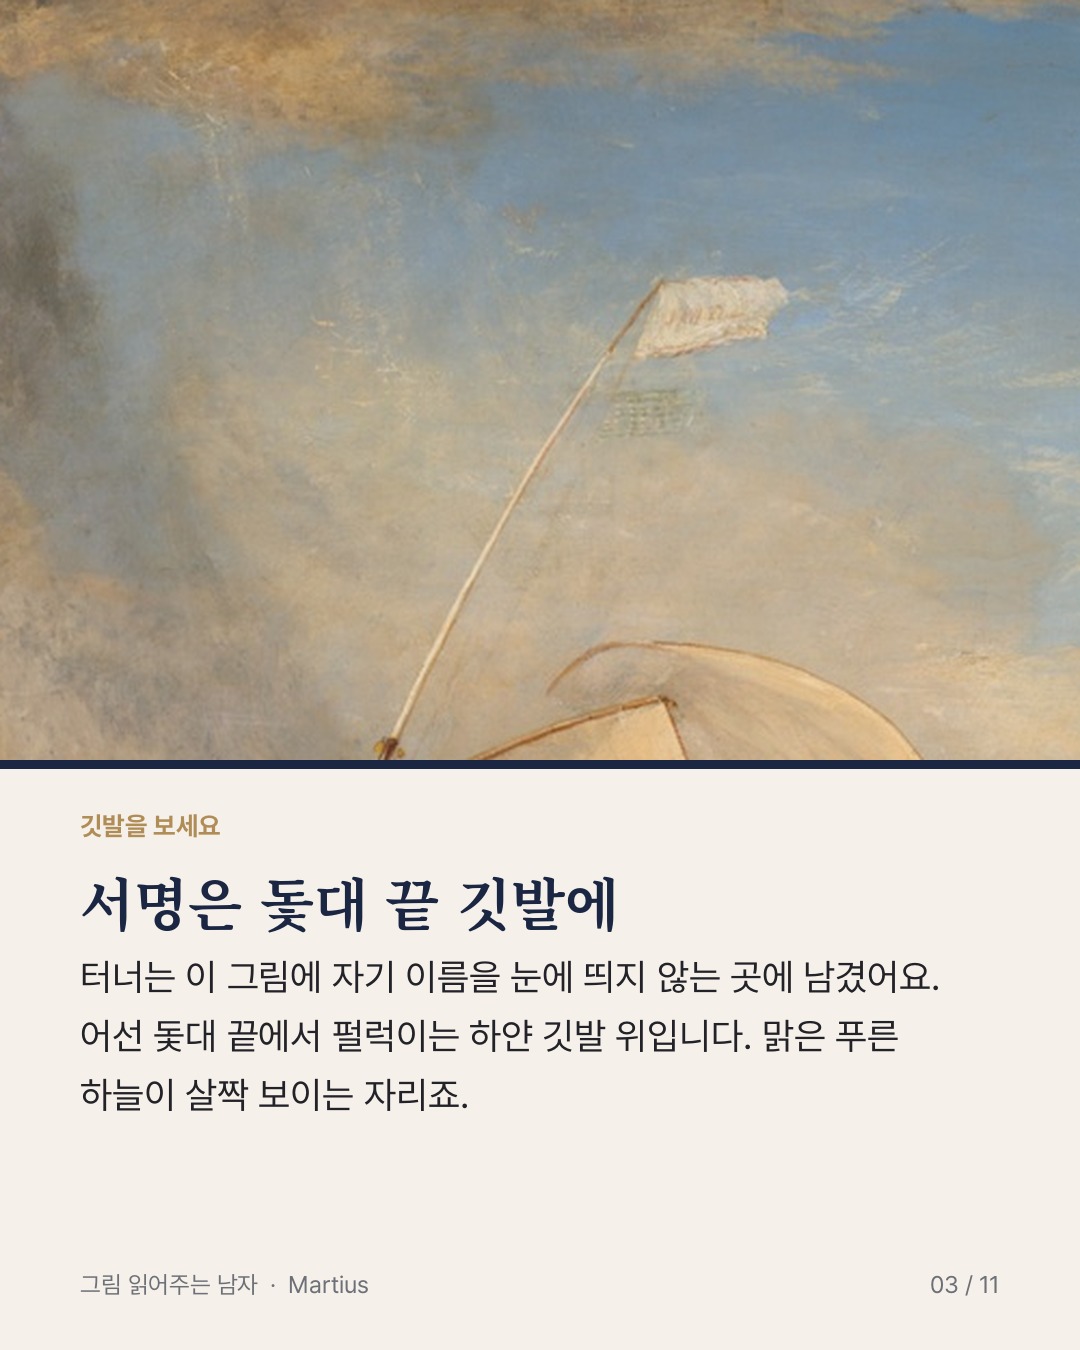 깃발을 보세요
서명은 돛대 끝 깃발에
터너는 이 그림에 자기 이름을 눈에 띄지 않는 곳에 남겼어요.
어선 돛대 끝에서 펄럭이는 하얀 깃발 위입니다. 맑은 푸른
하늘이 살짝 보이는 자리죠.
그림 읽어주는 남자 · Martius
03 / 11